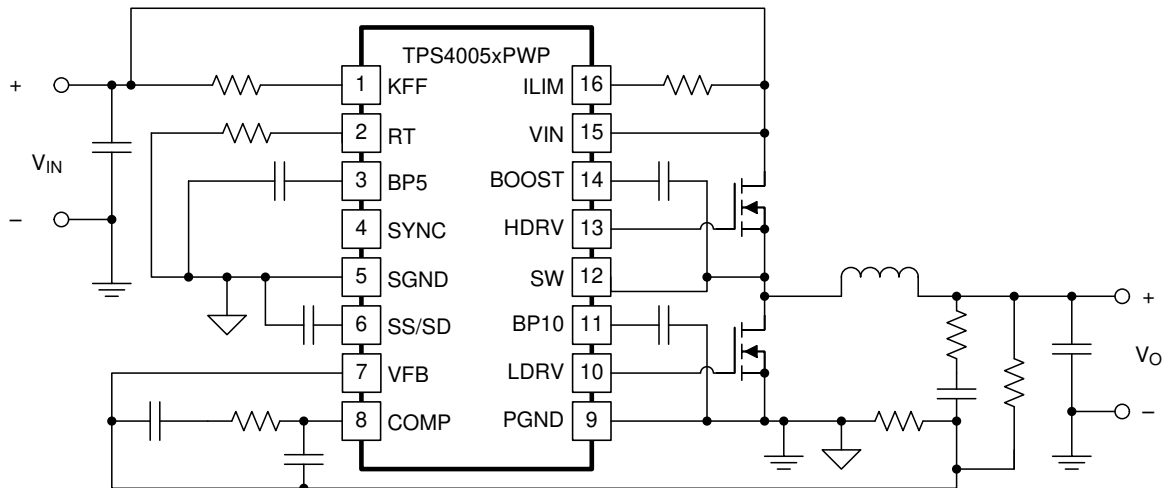 TPS4005xPWP
+
V_IN
−
1 KFF
2 RT
3 BP5
4 SYNC
5 SGND
6 SS/SD
7 VFB
8 COMP
ILIM 16
VIN 15
BOOST 14
HDRV 13
SW 12
BP10 11
LDRV 10
PGND 9
+
V_O
−